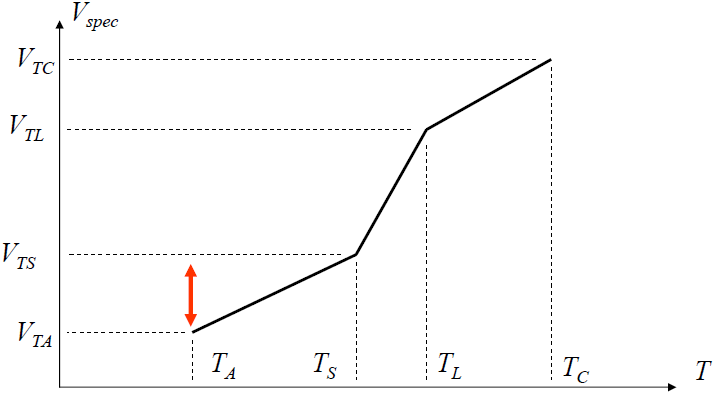 V_spec
V_TC
V_TL
V_TS
V_TA
T_A
T_S
T_L
T_C
T